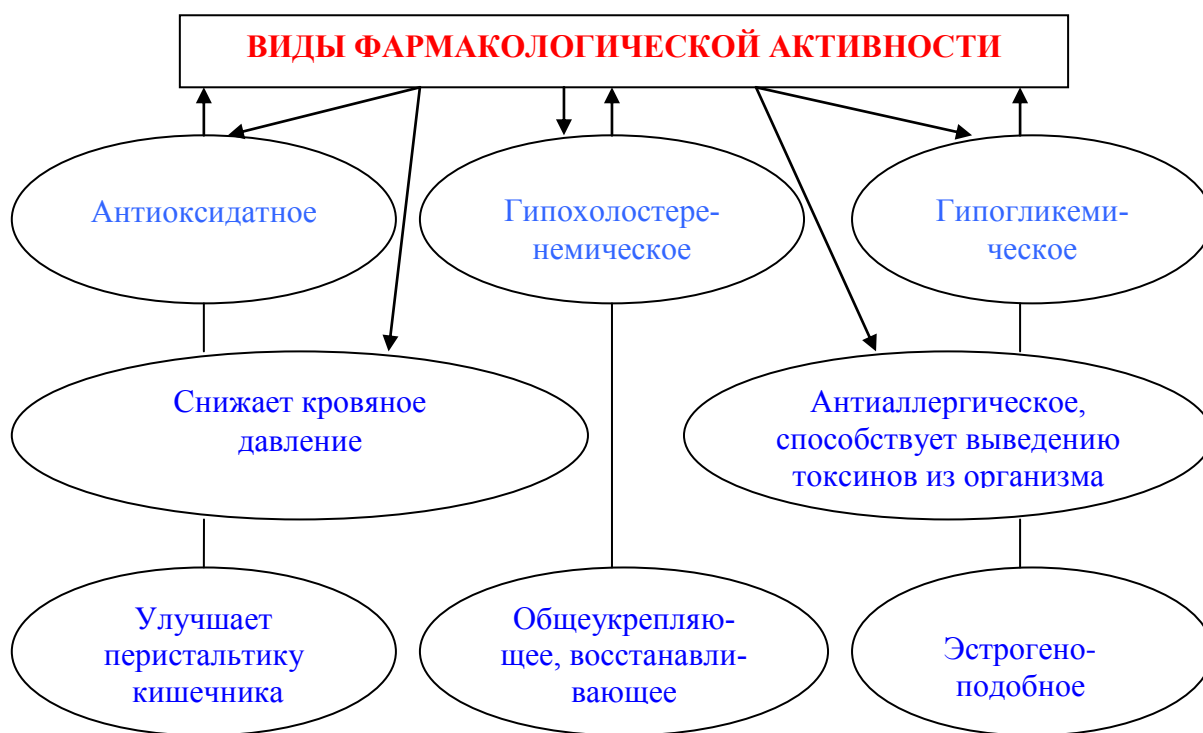 ВИДЫ ФАРМАКОЛОГИЧЕСКОЙ АКТИВНОСТИ
Антиоксидатное
Гипохолостере-
немическое
Гипогликеми-
ческое
Снижает кровяное
давление
Антиаллергическое,
способствует выведению
токсинов из организма
Улучшает
перистальтику
кишечника
Общеукрепляю-
щее, восстанавли-
вающее
Эстрогено-
подобное